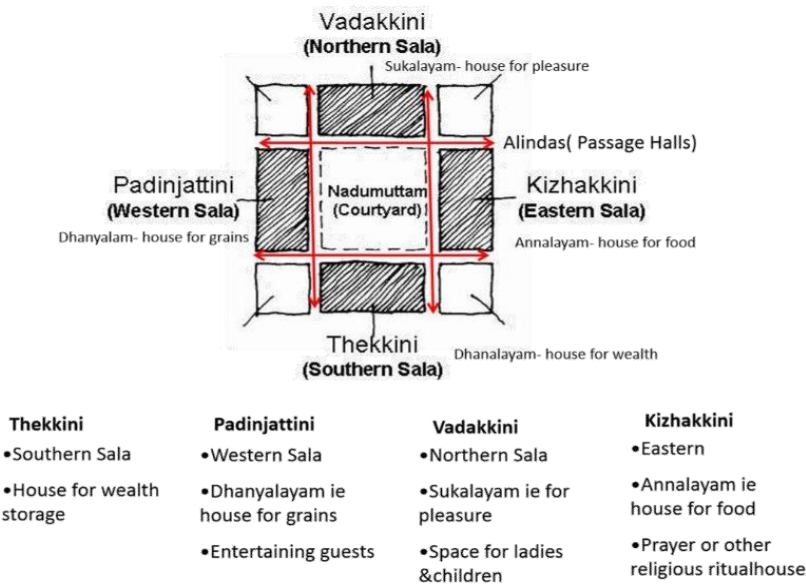 Vadakkini
(Northern Sala)
Sukalayam- house for pleasure
Alindas( Passage Halls)
Padinjattini
(Western Sala)
Dhanyalam- house for grains
Nadumuttam
(Courtyard)
Kizhakkini
(Eastern Sala)
Annalayam- house for food
Thekkini
(Southern Sala)
Dhanalayam- house for wealth
Thekkini
•Southern Sala
•House for wealth
storage
Padinjattini
•Western Sala
•Dhanyalayam ie
house for grains
•Entertaining guests
Vadakkini
•Northern Sala
•Sukalayam ie for
pleasure
•Space for ladies
&children
Kizhakkini
•Eastern
•Annalayam ie
house for food
•Prayer or other
religious ritualhouse